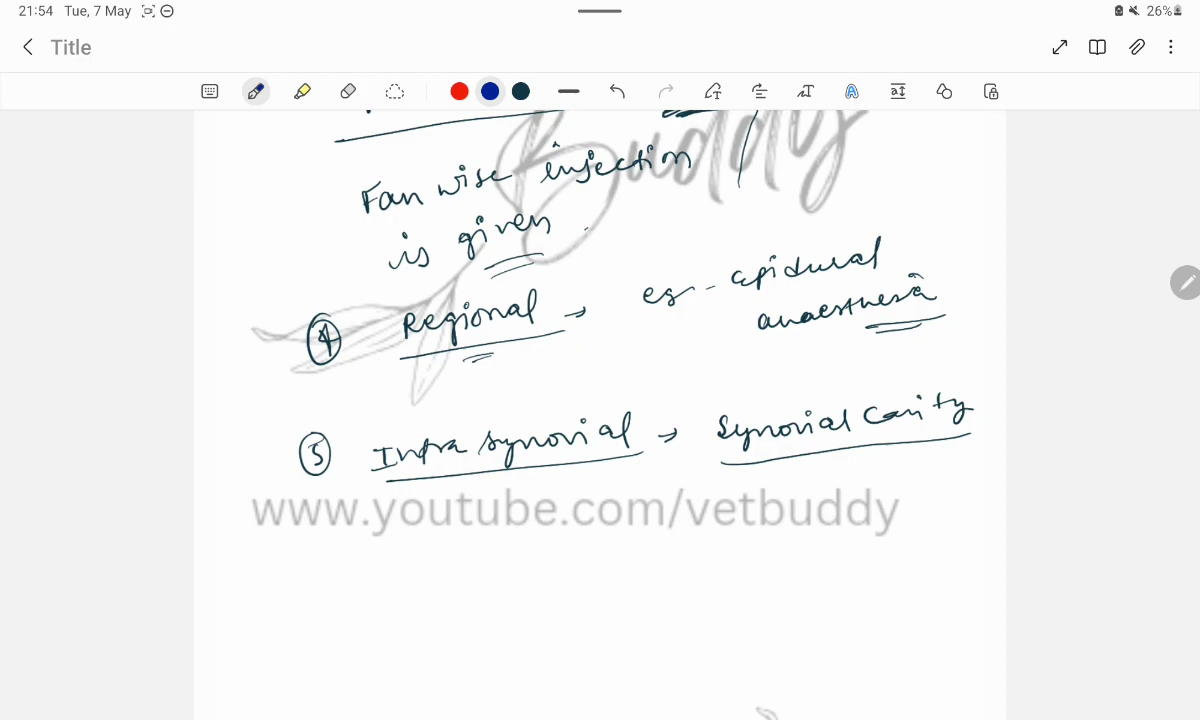 21:54 Tue, 7 May
26%
Title
Buddy
Fan wise injection
is given
④ Regional → eg - epidural
anaesthesia
⑤ Intra synovial → Synovial Cavity
www.youtube.com/vetbuddy